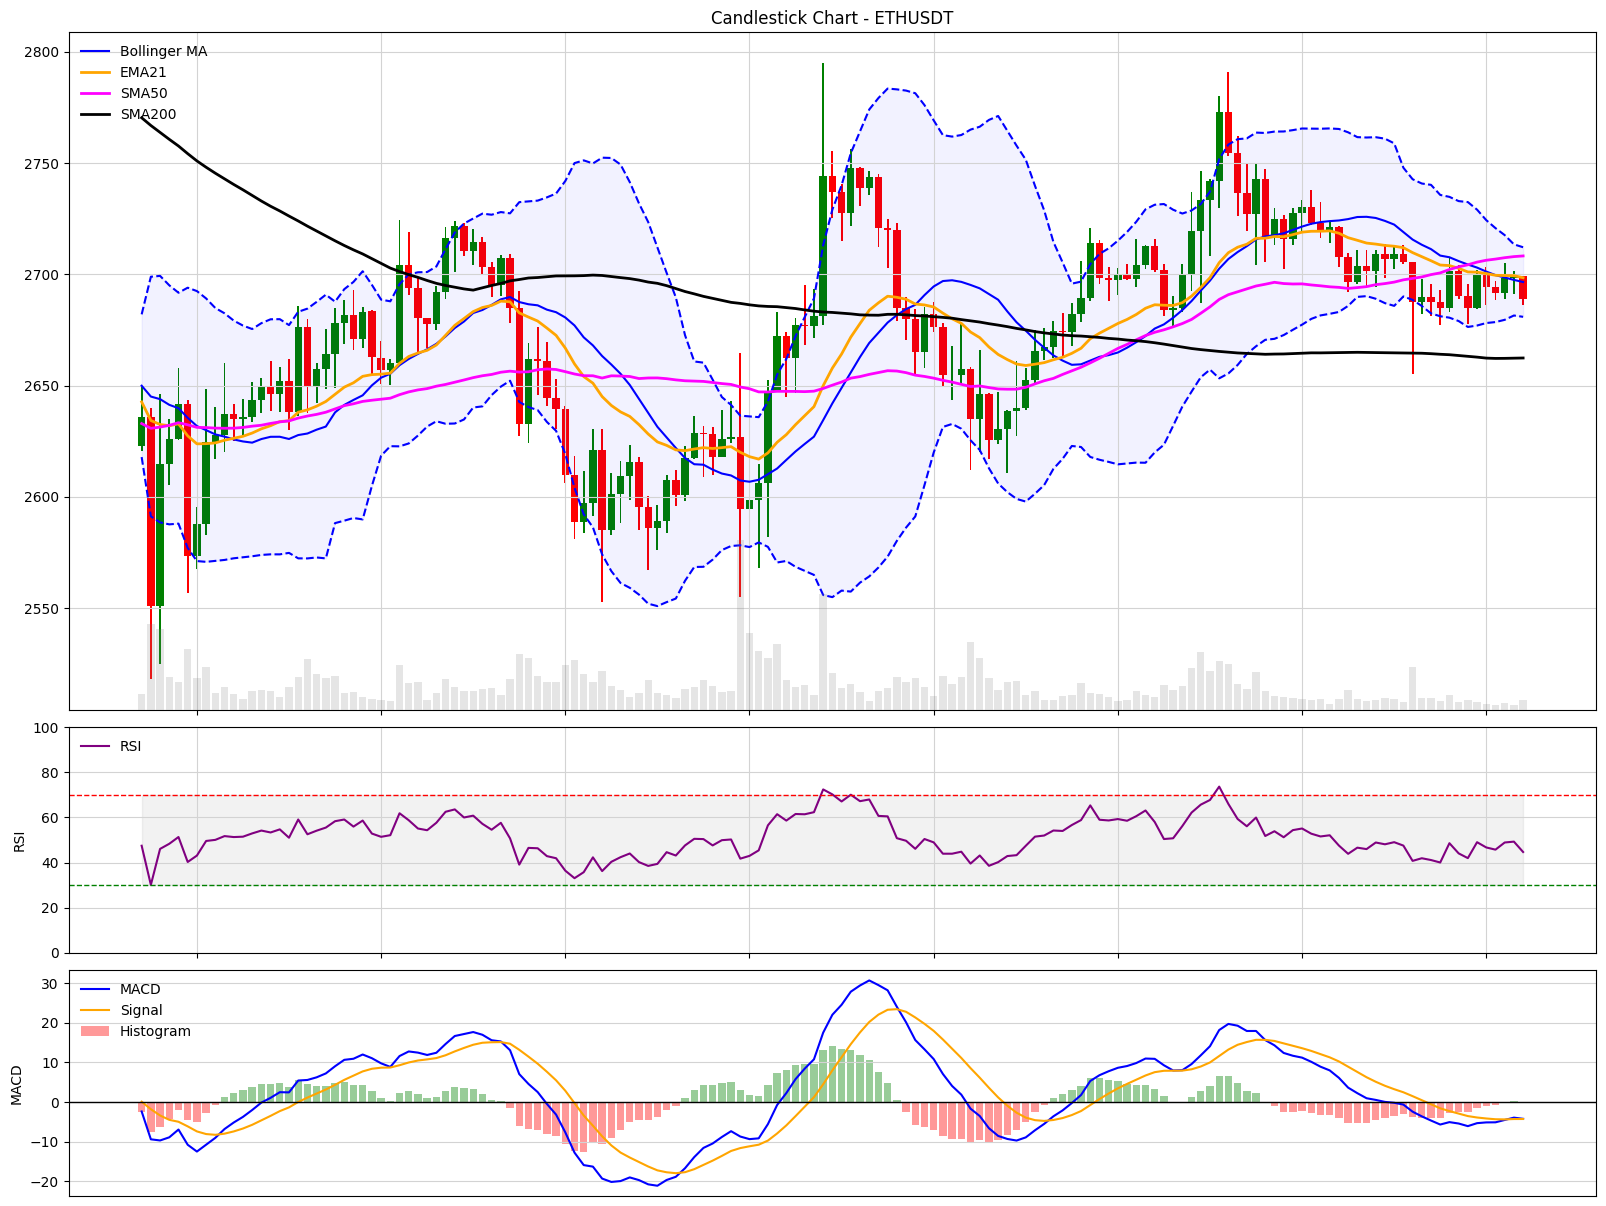 Candlestick Chart - ETHUSDT
Bollinger MA
EMA21
SMA50
SMA200
2800
2750
2700
2650
2600
2550
RSI
100
80
60
40
20
0
RSI
MACD
Signal
Histogram
30
20
10
0
−10
−20
MACD